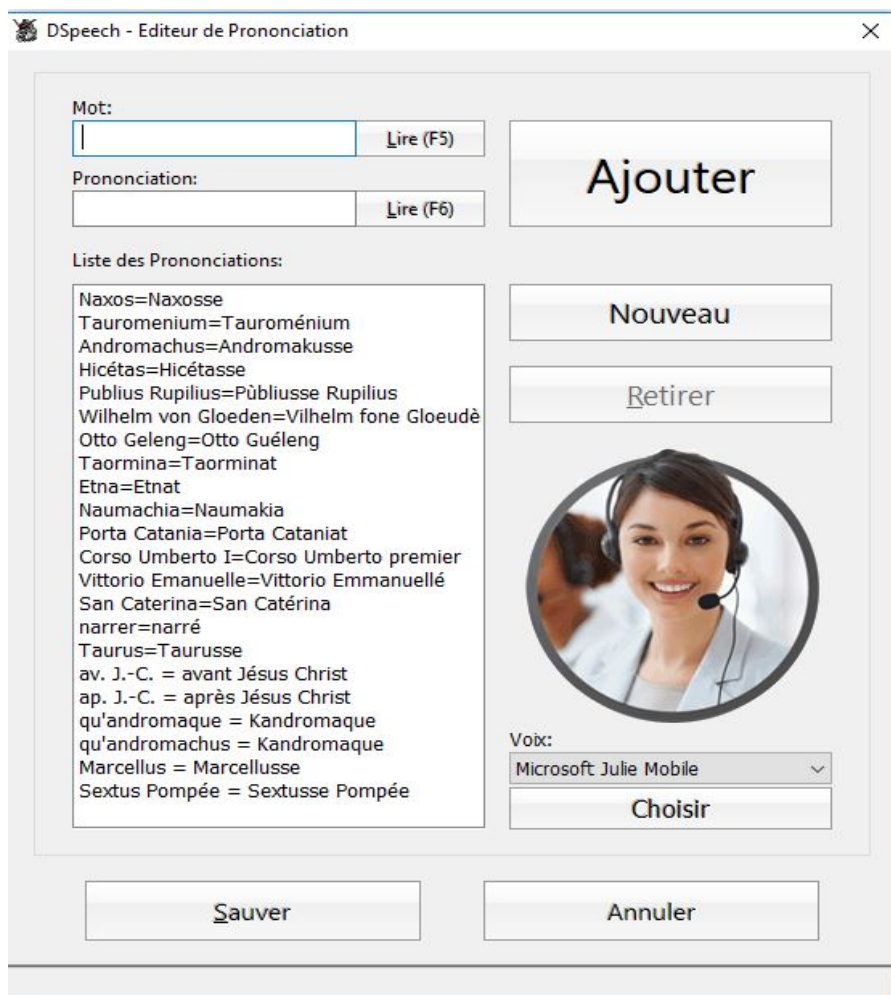 DSpeech - Editeur de Prononciation
Mot:
Lire (F5)
Ajouter
Prononciation:
Lire (F6)
Liste des Prononciations:
Naxos=Naxosse
Tauromenium=Tauroménium
Andromachus=Andromakusse
Hicétas=Hicétasse
Publius Rupilius=Pùbliusse Rupilius
Wilhelm von Gloeden=Vilhelm fone Gloeudè
Otto Geleng=Otto Guéleng
Taormina=Taorminat
Etna=Etnat
Naumachia=Naumakia
Porta Catania=Porta Cataniat
Corso Umberto I=Corso Umberto premier
Vittorio Emanuelle=Vittorio Emmanuellé
San Caterina=San Catérina
narrer=narré
Taurus=Taurusse
av. J.-C. = avant Jésus Christ
ap. J.-C. = après Jésus Christ
qu'andromaque = Kandromaque
qu'andromachus = Kandromaque
Marcellus = Marcellusse
Sextus Pompée = Sextusse Pompée
Nouveau
Retirer
Voix:
Microsoft Julie Mobile
Choisir
Sauver
Annuler